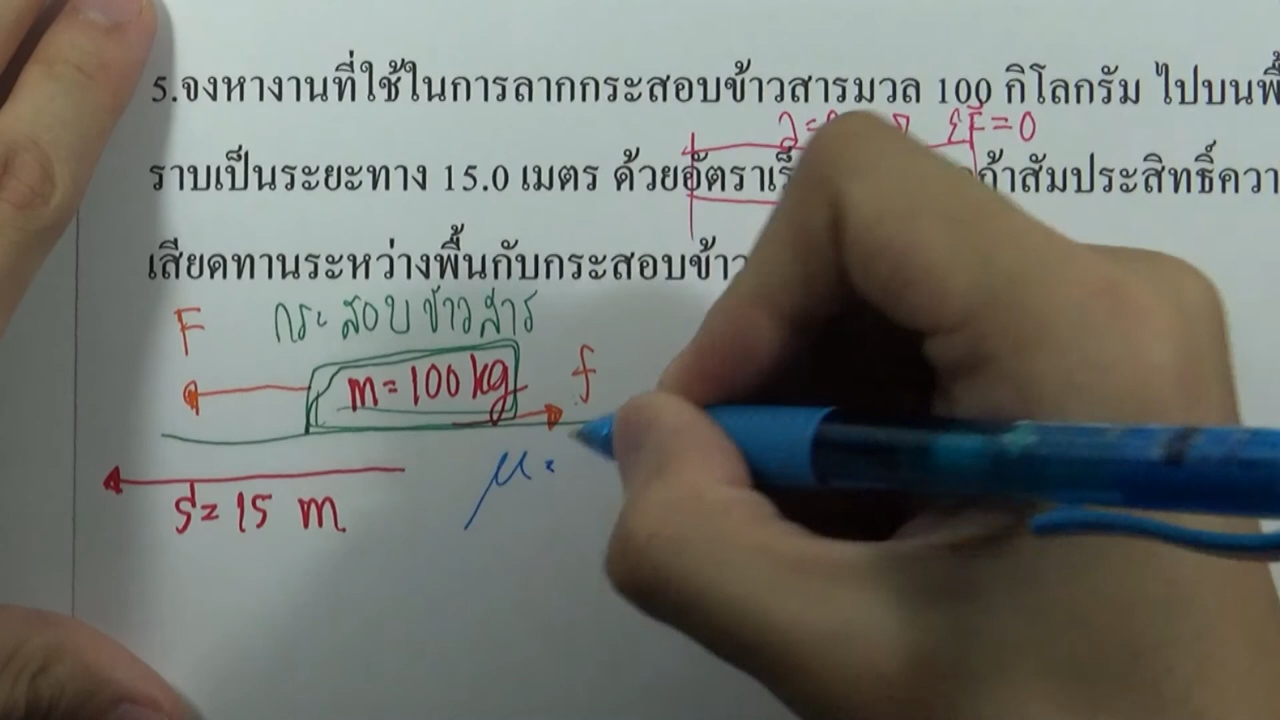 5.จงหางานที่ใช้ในการลากกระสอบข้าวสารมวล 100 กิโลกรัม ไปบนพื้
ΣF = 0
ราบเป็นระยะทาง 15.0 เมตร ด้วยอัตราเร็ ถ้าสัมประสิทธิ์ควา
เสียดทานระหว่างพื้นกับกระสอบข้าว
F กระสอบข้าวสาร
m = 100 kg f
μ =
S = 15 m